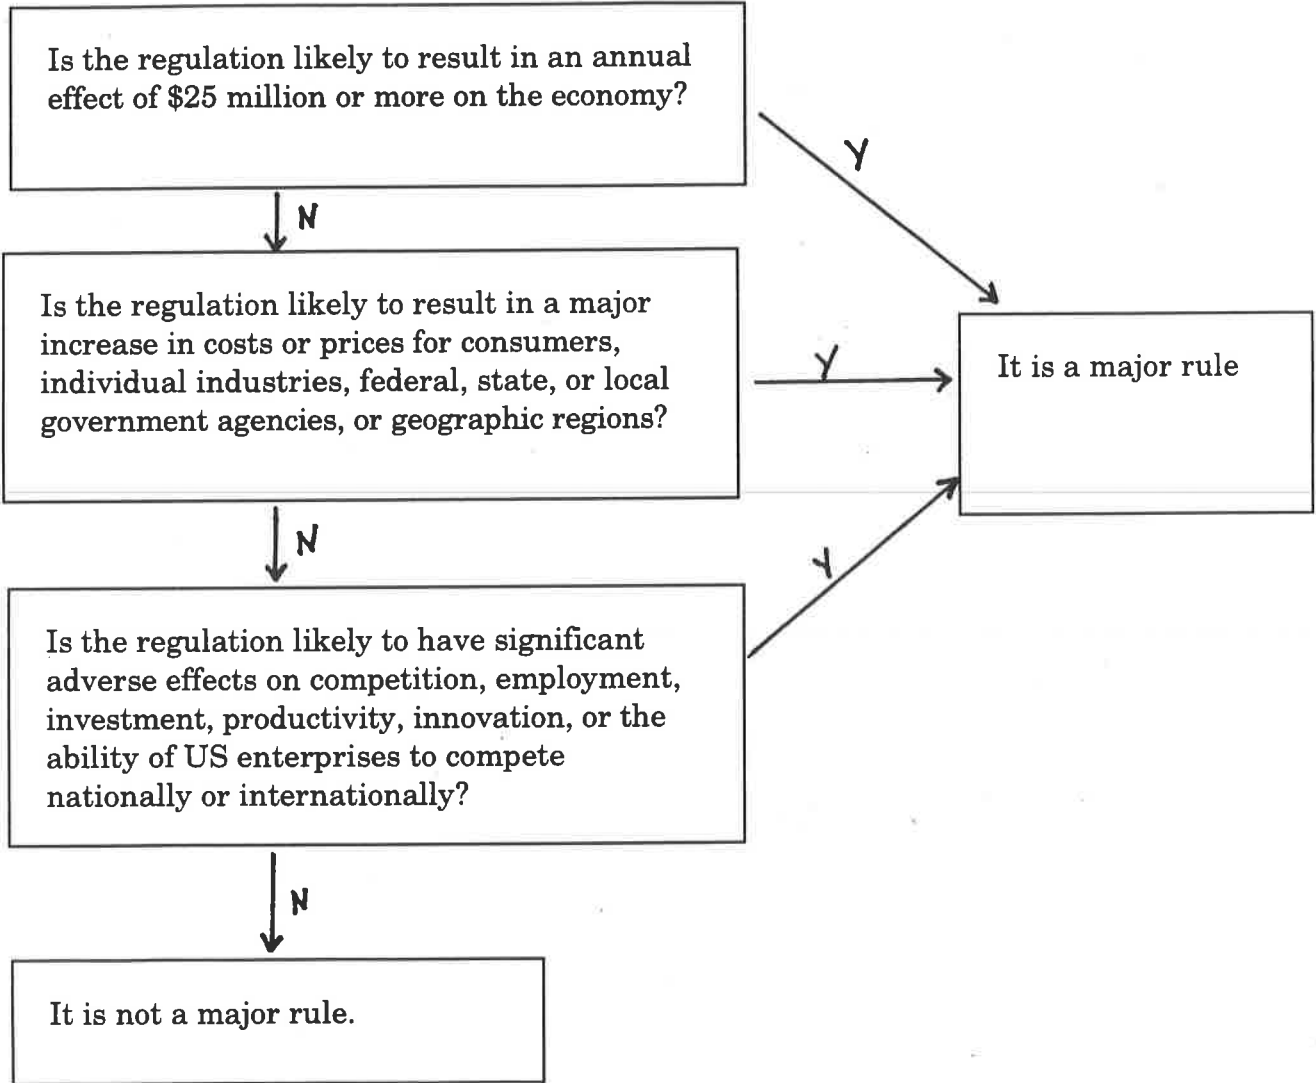 Is the regulation likely to result in an annual
effect of $25 million or more on the economy?
Y
N
Is the regulation likely to result in a major
increase in costs or prices for consumers,
individual industries, federal, state, or local
government agencies, or geographic regions?
Y
It is a major rule
N
Is the regulation likely to have significant
adverse effects on competition, employment,
investment, productivity, innovation, or the
ability of US enterprises to compete
nationally or internationally?
Y
N
It is not a major rule.